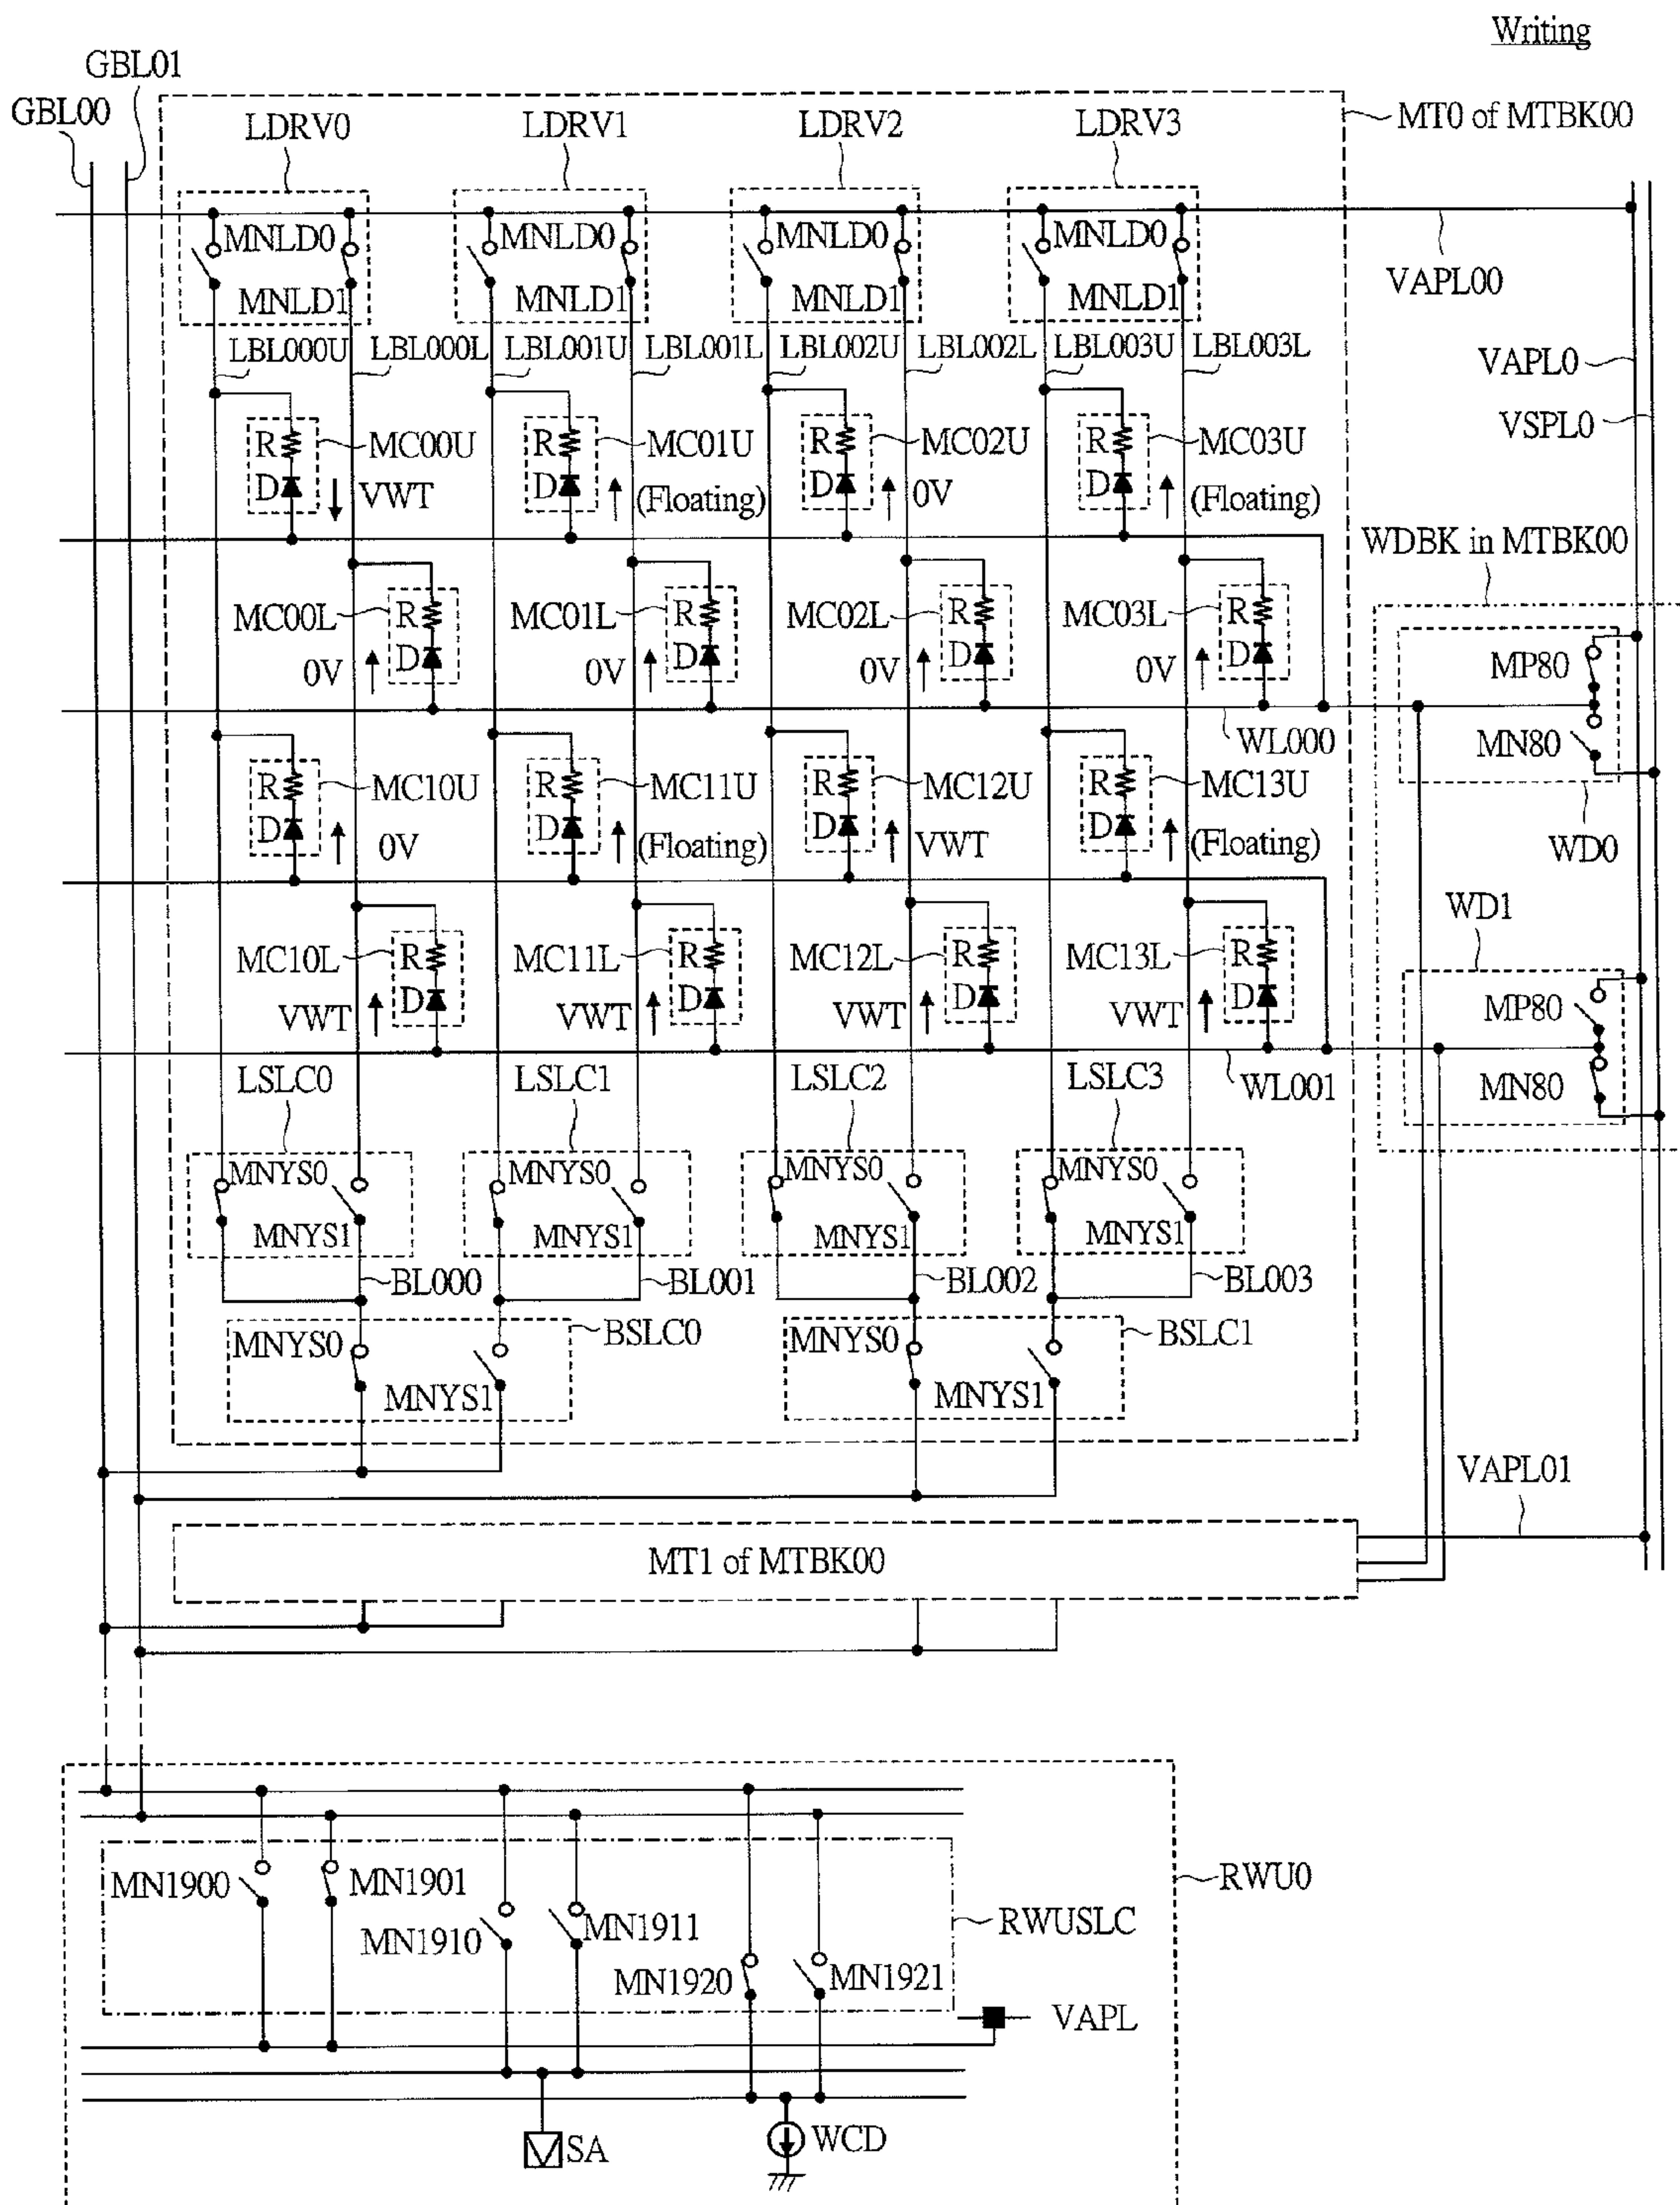 Writing
GBL01
GBL00
LDRV0 LDRV1 LDRV2 LDRV3 MT0 of MTBK00
MNLD0 MNLD0 MNLD0 MNLD0
VAPL00
MNLD1 MNLD1 MNLD1 MNLD1
LBL000U LBL000L LBL001U LBL001L LBL002U LBL002L LBL003U LBL003L
VAPL0
VSPL0
R MC00U R MC01U R MC02U R MC03U
D VWT D (Floating) D 0V D (Floating)
WDBK in MTBK00
MC00L R MC01L R MC02L R MC03L R
0V D 0V D 0V D 0V D
MP80
WL000
MN80
R MC10U R MC11U R MC12U R MC13U
D 0V D (Floating) D VWT D (Floating)
WD0
WD1
MC10L R MC11L R MC12L R MC13L R
VWT D VWT D VWT D VWT D
MP80
LSLC0 LSLC1 LSLC2 LSLC3 WL001
MN80
MNYS0 MNYS0 MNYS0 MNYS0
MNYS1 MNYS1 MNYS1 MNYS1
BL000 BL001 BL002 BL003
MNYS0 BSLC0 MNYS0 BSLC1
MNYS1 MNYS1
VAPL01
MT1 of MTBK00
MN1900 MN1901 RWU0
MN1910 MN1911 RWUSLC
MN1920 MN1921
VAPL
SA WCD